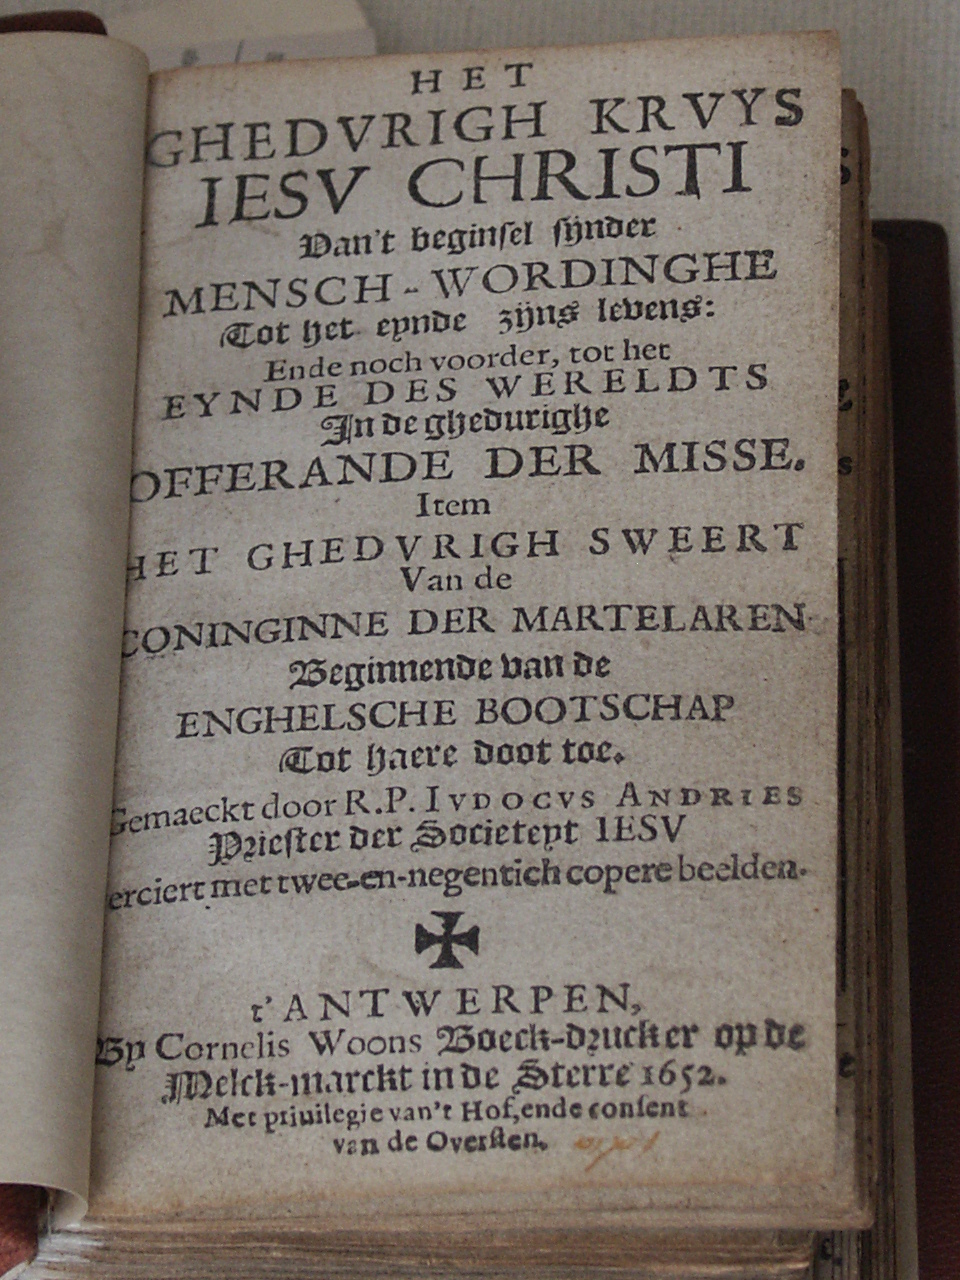 HET
GHEDVRIGH KRVYS
IESV CHRISTI
Van't beginsel sijnder
MENSCH-WORDINGHE
Tot het eynde zijns levens:
Ende noch voorder, tot het
EYNDE DES WERELDTS
In de ghedurighe
OFFERANDE DER MISSE.
Item
HET GHEDVRIGH SWEERT
Van de
CONINGINNE DER MARTELAREN
Beginnende van de
ENGHELSCHE BOOTSCHAP
Tot haere doot toe.
Gemaeckt door R.P. IVDOCVS ANDRIES
Priester der Societeyt IESV
erciert met twee-en-negentich copere beelden.
t'ANTWERPEN,
By Cornelis Woons Boeck-drucker op de
Melck-marckt in de Sterre 1652.
Met priuilegie van't Hof, ende consent
van de Oversten.